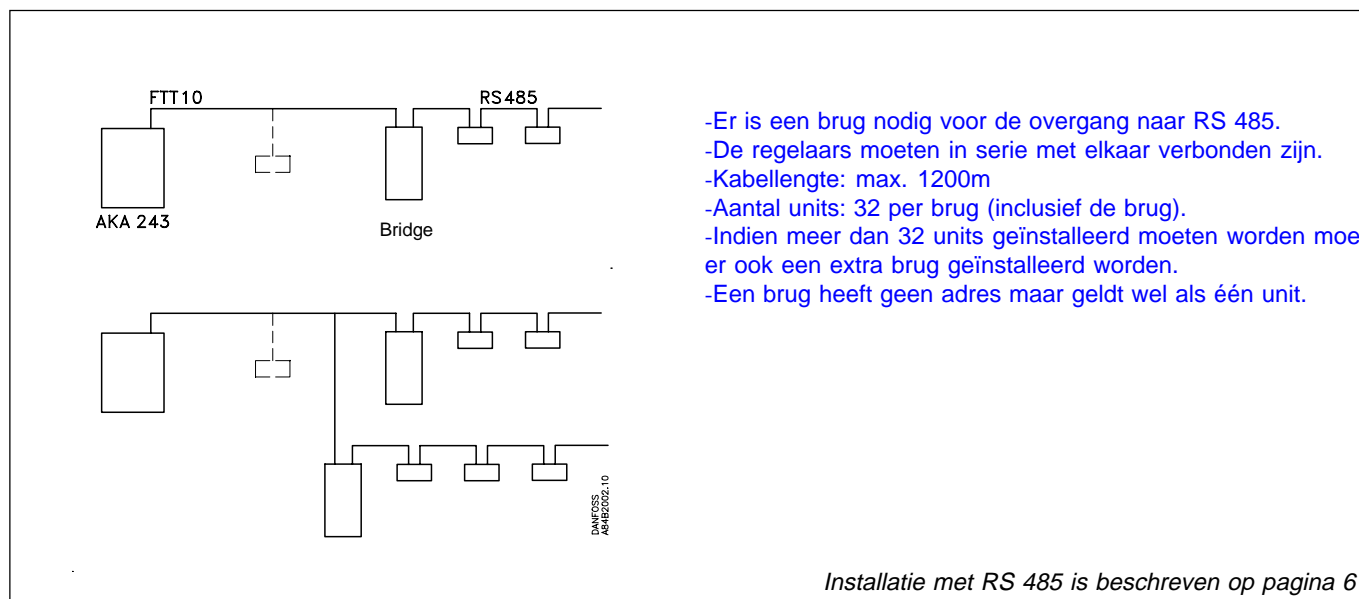 FTT10
RS485
AKA 243
Bridge
-Er is een brug nodig voor de overgang naar RS 485.
-De regelaars moeten in serie met elkaar verbonden zijn.
-Kabellengte: max. 1200m
-Aantal units: 32 per brug (inclusief de brug).
-Indien meer dan 32 units geïnstalleerd moeten worden moe
er ook een extra brug geïnstalleerd worden.
-Een brug heeft geen adres maar geldt wel als één unit.
DANFOSS
A84B2002.10
Installatie met RS 485 is beschreven op pagina 6